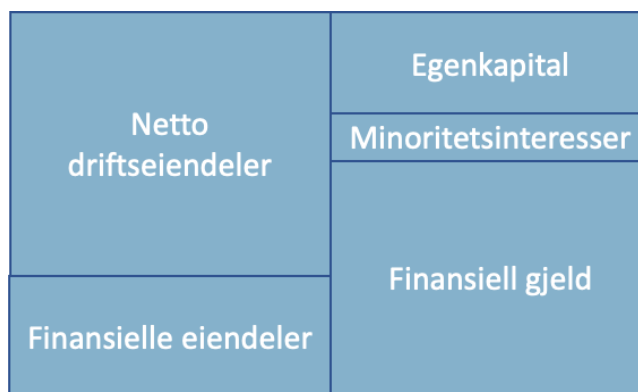 Netto
driftseiendeler
Finansielle eiendeler
Egenkapital
Minoritetsinteresser
Finansiell gjeld